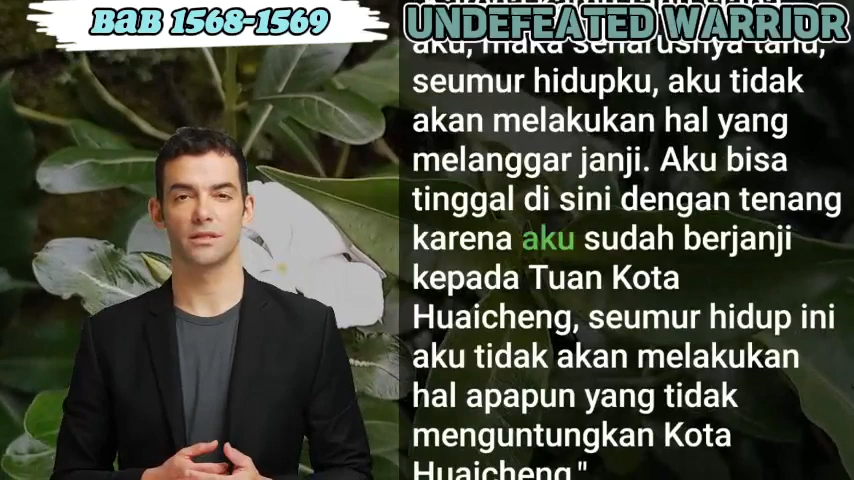 BAB 1568-1569
UNDEFEATED WARRIOR
aku, maka seharusnya tahu,
seumur hidupku, aku tidak
akan melakukan hal yang
melanggar janji. Aku bisa
tinggal di sini dengan tenang
karena aku sudah berjanji
kepada Tuan Kota
Huaicheng, seumur hidup ini
aku tidak akan melakukan
hal apapun yang tidak
menguntungkan Kota
Huaicheng."